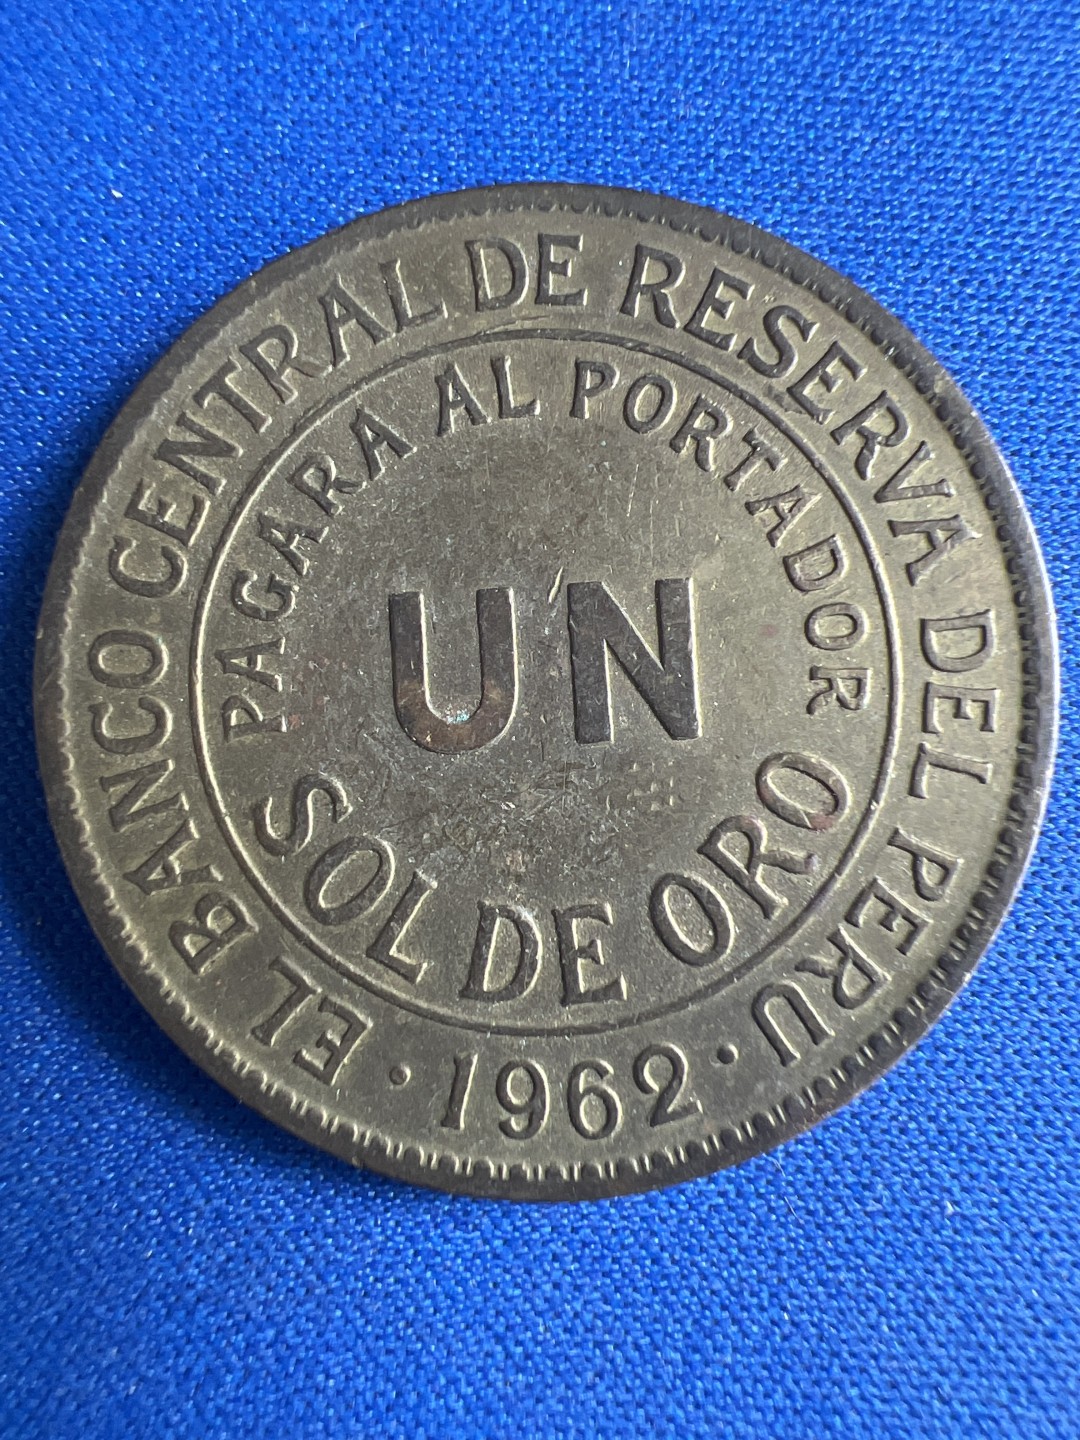 EL BANCO CENTRAL DE RESERVA DEL PERU
PAGARA AL PORTADOR
UN
SOL DE ORO
· 1962 ·